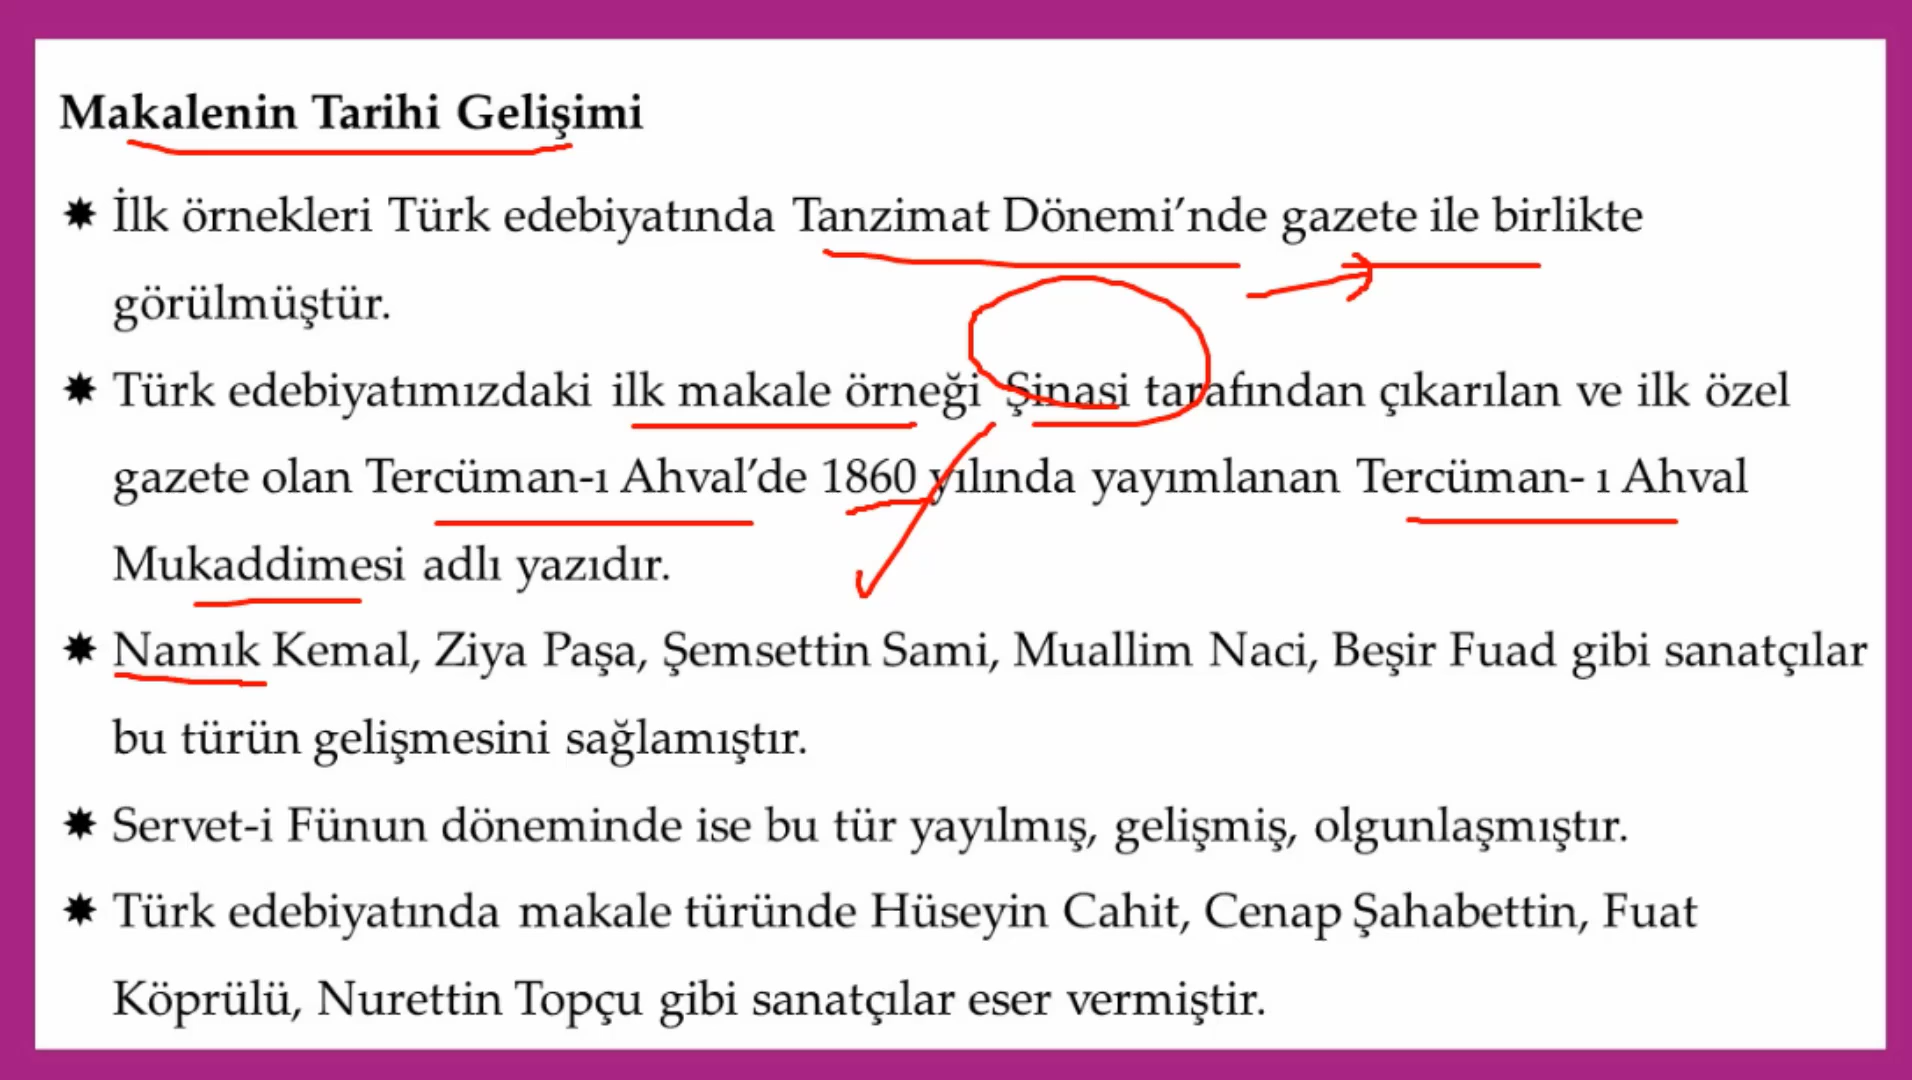 Makalenin Tarihi Gelişimi
✸ İlk örnekleri Türk edebiyatında Tanzimat Dönemi’nde gazete ile birlikte
görülmüştür.
✸ Türk edebiyatımızdaki ilk makale örneği Şinasi tarafından çıkarılan ve ilk özel
gazete olan Tercüman-ı Ahval’de 1860 yılında yayımlanan Tercüman- ı Ahval
Mukaddimesi adlı yazıdır.
✸ Namık Kemal, Ziya Paşa, Şemsettin Sami, Muallim Naci, Beşir Fuad gibi sanatçılar
bu türün gelişmesini sağlamıştır.
✸ Servet-i Fünun döneminde ise bu tür yayılmış, gelişmiş, olgunlaşmıştır.
✸ Türk edebiyatında makale türünde Hüseyin Cahit, Cenap Şahabettin, Fuat
Köprülü, Nurettin Topçu gibi sanatçılar eser vermiştir.